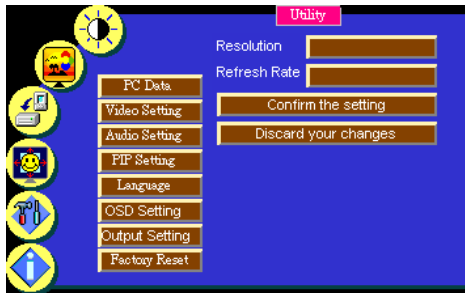 Utility
Resolution
Refresh Rate
PC Data
Confirm the setting
Video Setting
Discard your changes
Audio Setting
PIP Setting
Language
OSD Setting
Output Setting
Factory Reset